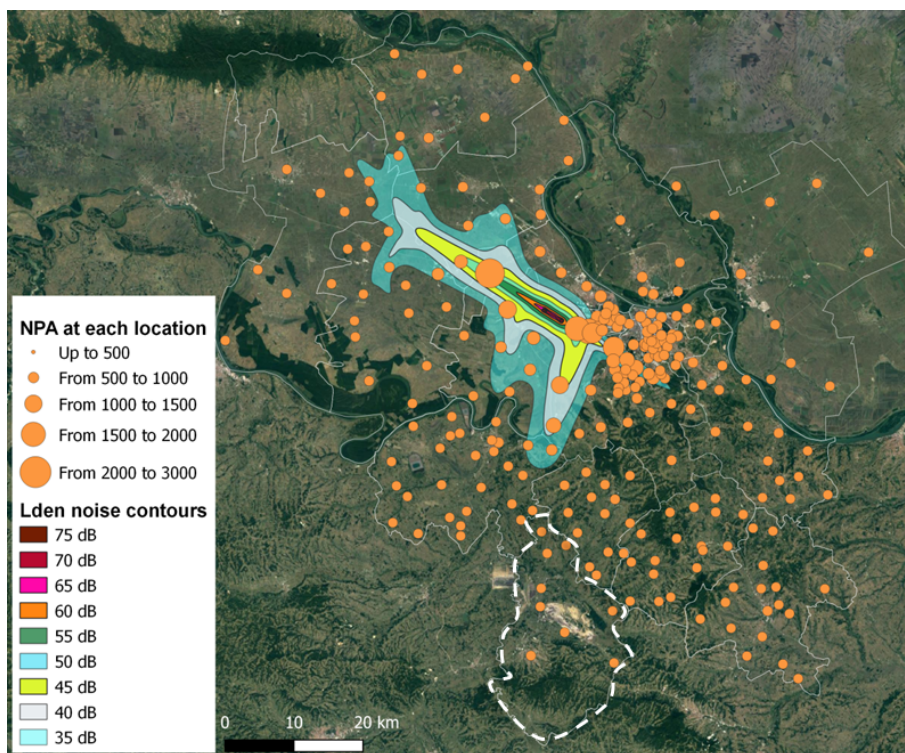 NPA at each location
Up to 500
From 500 to 1000
From 1000 to 1500
From 1500 to 2000
From 2000 to 3000
Lden noise contours
75 dB
70 dB
65 dB
60 dB
55 dB
50 dB
45 dB
40 dB
35 dB
0 10 20 km